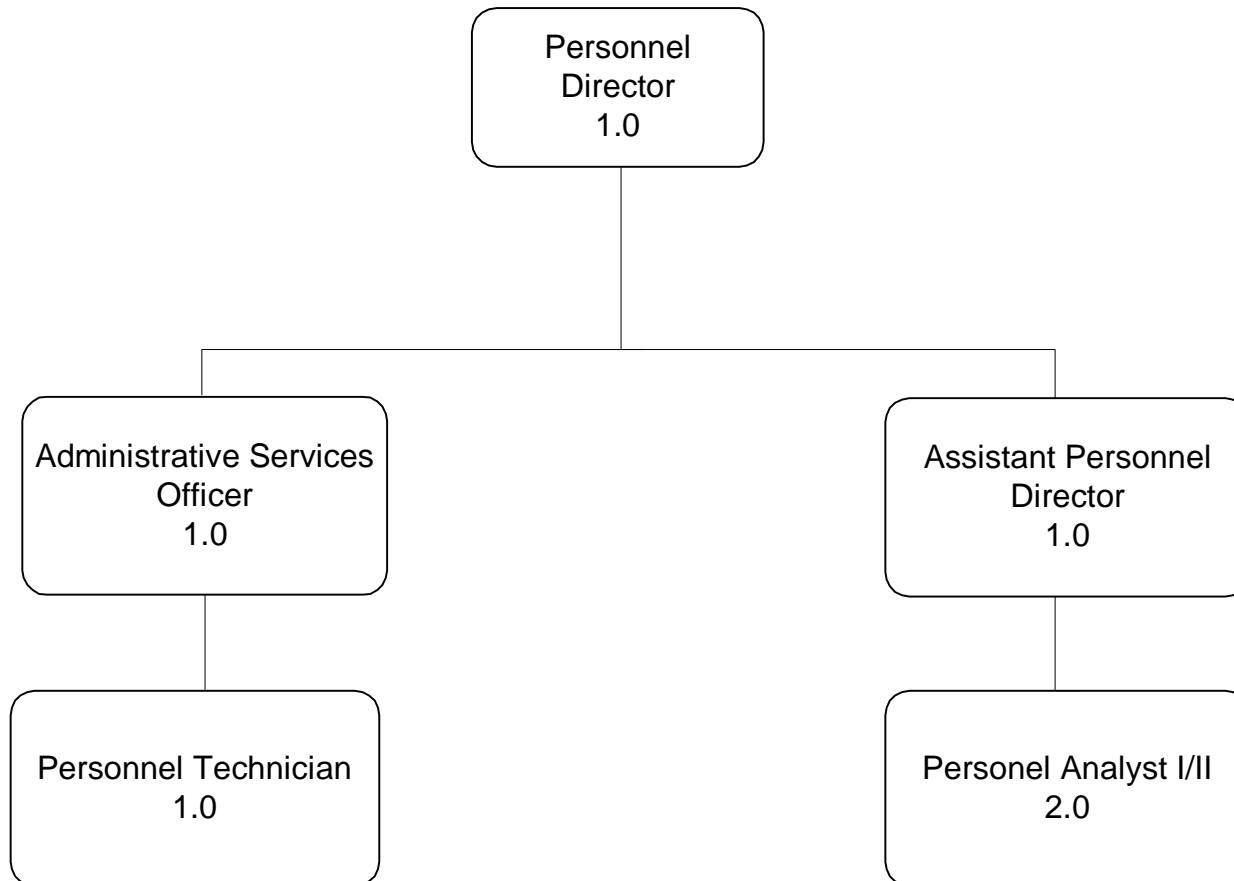 Personnel
Director
1.0
Administrative Services
Officer
1.0
Assistant Personnel
Director
1.0
Personnel Technician
1.0
Personel Analyst I/II
2.0